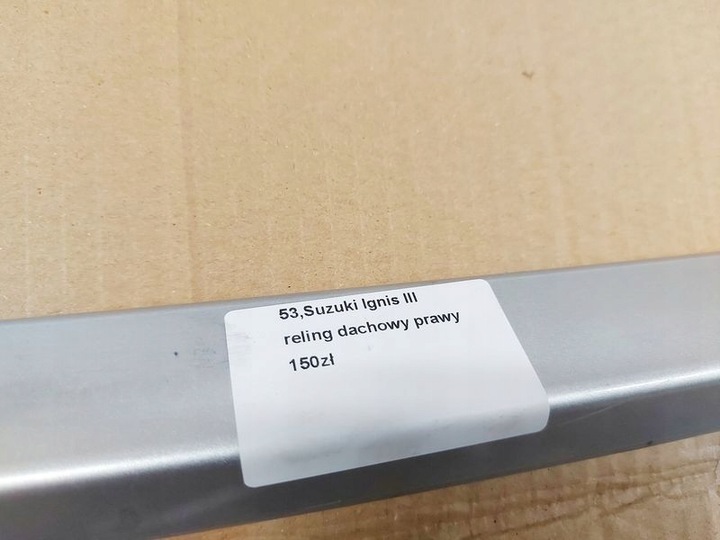 53,Suzuki Ignis III
reling dachowy prawy
150zł